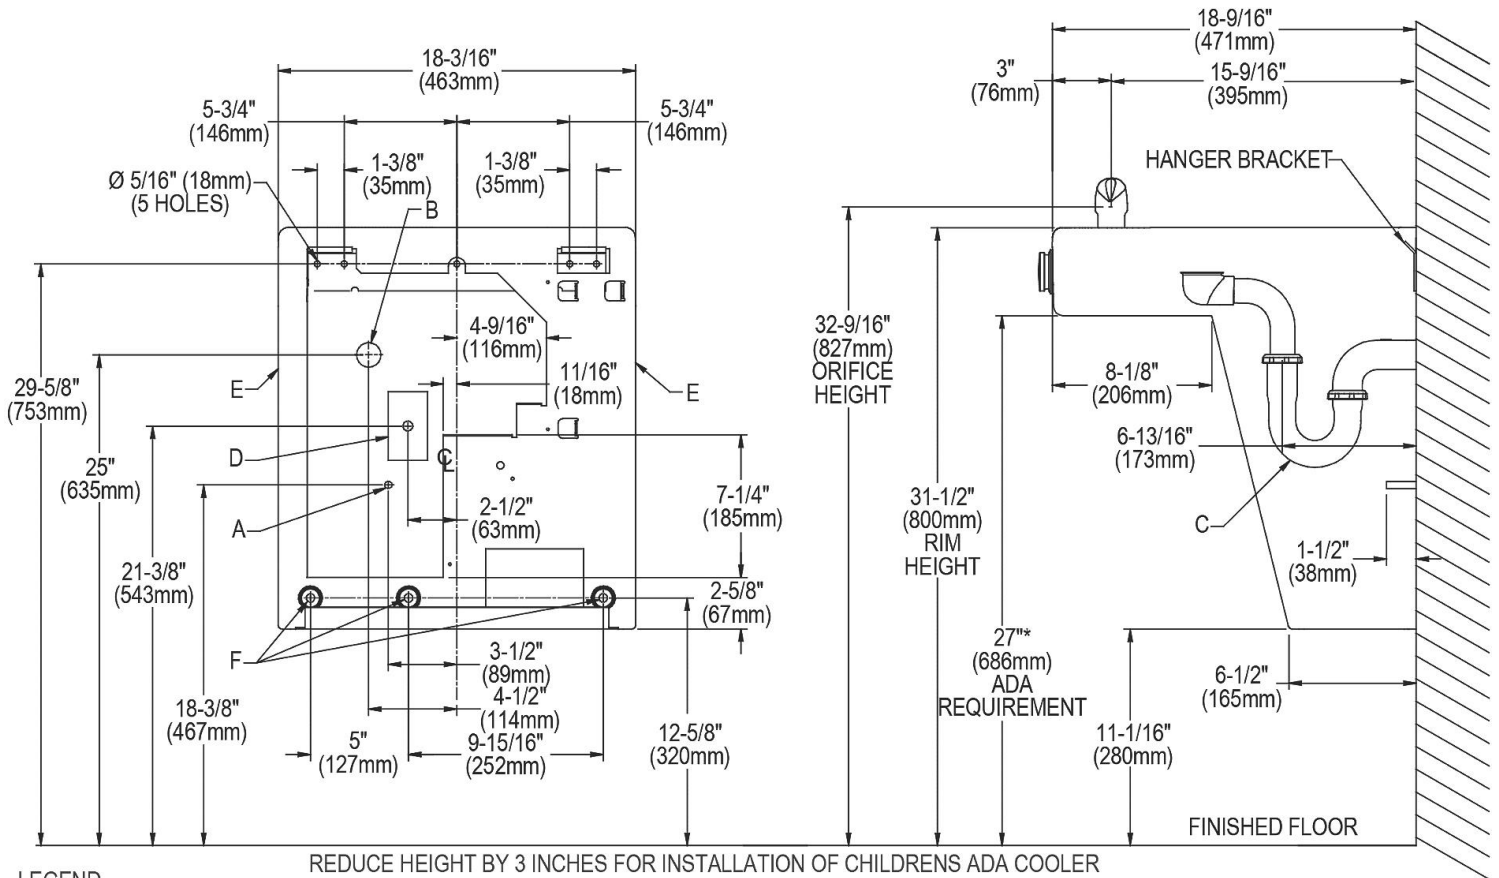 18-3/16"
(463mm)
5-3/4"
(146mm)
5-3/4"
(146mm)
1-3/8"
(35mm)
1-3/8"
(35mm)
Ø 5/16" (18mm)
(5 HOLES)
B
4-9/16"
(116mm)
11/16"
(18mm)
E
E
29-5/8"
(753mm)
25"
(635mm)
D
CL
A
2-1/2"
(63mm)
7-1/4"
(185mm)
21-3/8"
(543mm)
2-5/8"
(67mm)
F
3-1/2"
(89mm)
4-1/2"
(114mm)
18-3/8"
(467mm)
5"
(127mm)
9-15/16"
(252mm)
12-5/8"
(320mm)
18-9/16"
(471mm)
3"
(76mm)
15-9/16"
(395mm)
HANGER BRACKET
32-9/16"
(827mm)
ORIFICE
HEIGHT
8-1/8"
(206mm)
6-13/16"
(173mm)
31-1/2"
(800mm)
RIM
HEIGHT
C
1-1/2"
(38mm)
27"*
(686mm)
ADA
REQUIREMENT
6-1/2"
(165mm)
11-1/16"
(280mm)
FINISHED FLOOR
REDUCE HEIGHT BY 3 INCHES FOR INSTALLATION OF CHILDRENS ADA COOLER
LEGEND